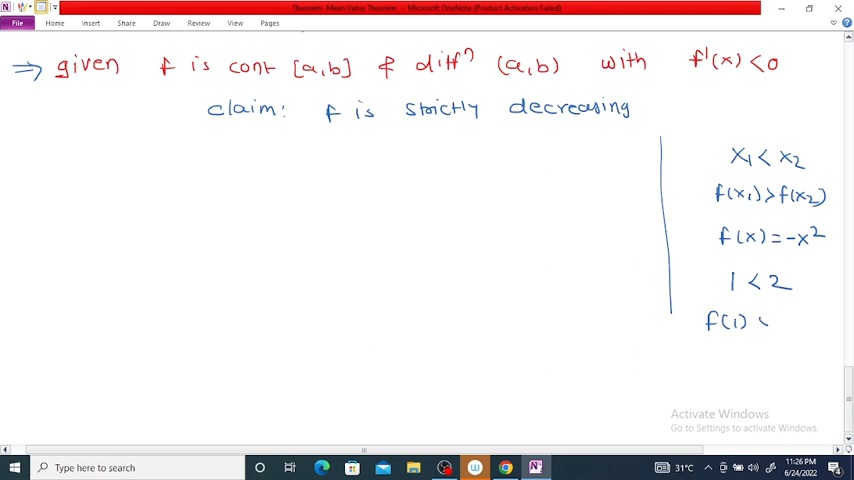 Theorem- Mean Value Theorem - Microsoft OneNote (Product Activation Failed)
File Home Insert Share Draw Review View Pages
⇒ given f is cont [a,b] & diffⁿ (a,b) with f'(x) < 0
claim: f is strictly decreasing
x₁ < x₂
f(x₁) > f(x₂)
f(x) = -x²
1 < 2
f(1)
Activate Windows
Go to Settings to activate Windows.
Type here to search
31°C
11:26 PM
6/24/2022
4